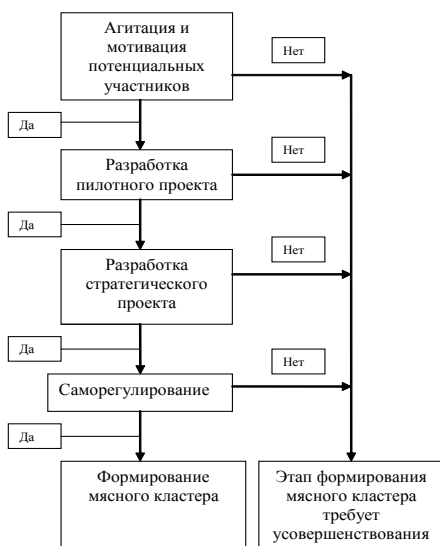 Агитация и
мотивация
потенциальных
участников
Нет
Да
Разработка
пилотного проекта
Нет
Да
Разработка
стратегического
проекта
Нет
Да
Саморегулирование
Нет
Да
Формирование
мясного кластера
Этап формирования
мясного кластера
требует
усовершенствования